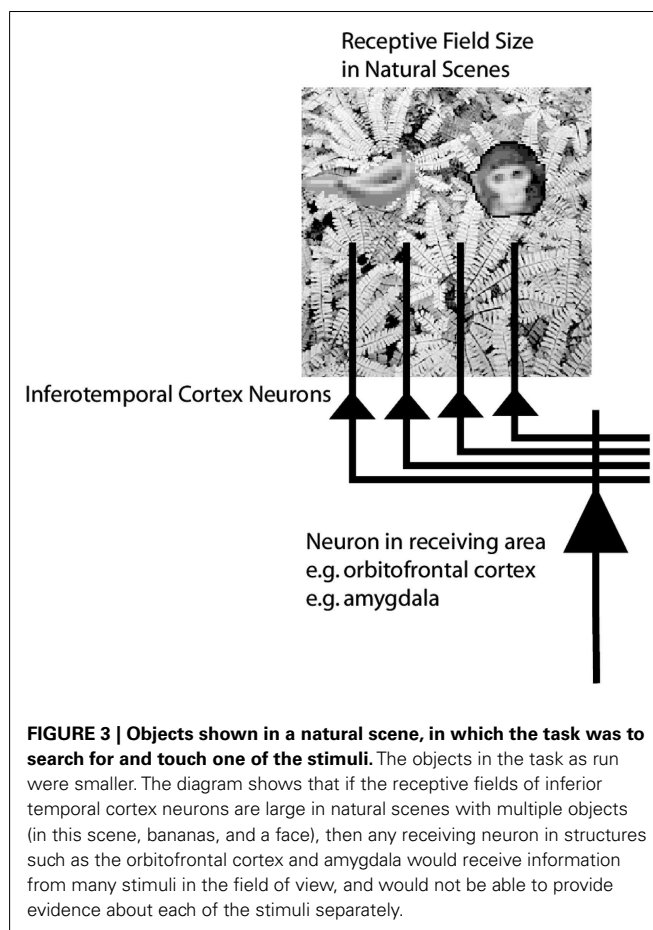 Receptive Field Size
in Natural Scenes
Inferotemporal Cortex Neurons
Neuron in receiving area
e.g. orbitofrontal cortex
e.g. amygdala
FIGURE 3 | Objects shown in a natural scene, in which the task was to
search for and touch one of the stimuli. The objects in the task as run
were smaller. The diagram shows that if the receptive fields of inferior
temporal cortex neurons are large in natural scenes with multiple objects
(in this scene, bananas, and a face), then any receiving neuron in structures
such as the orbitofrontal cortex and amygdala would receive information
from many stimuli in the field of view, and would not be able to provide
evidence about each of the stimuli separately.